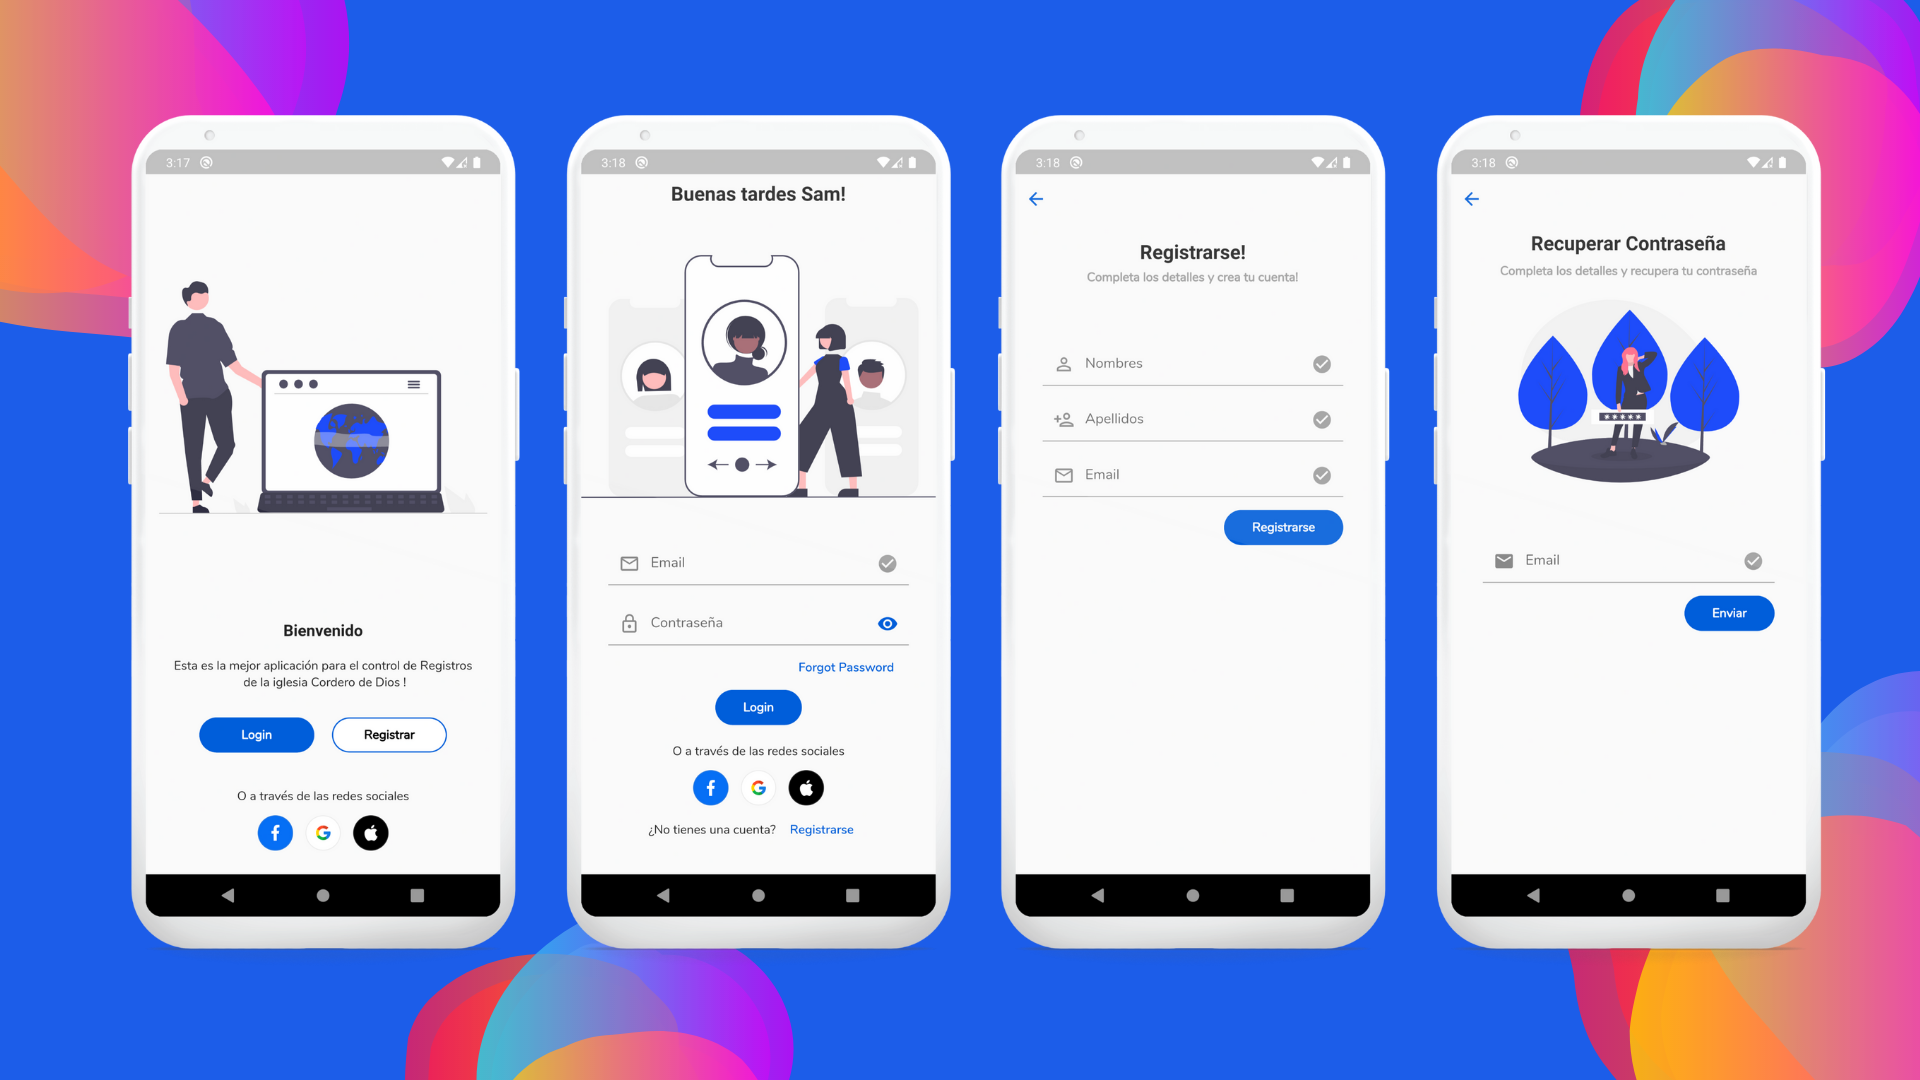 3:17
Bienvenido
Esta es la mejor aplicación para el control de Registros
de la iglesia Cordero de Dios !
Login
Registrar
O a través de las redes sociales
3:18
Buenas tardes Sam!
Email
Contraseña
Forgot Password
Login
O a través de las redes sociales
¿No tienes una cuenta? Registrarse
3:18
Registrarse!
Completa los detalles y crea tu cuenta!
Nombres
Apellidos
Email
Registrarse
3:18
Recuperar Contraseña
Completa los detalles y recupera tu contraseña
*****
Email
Enviar